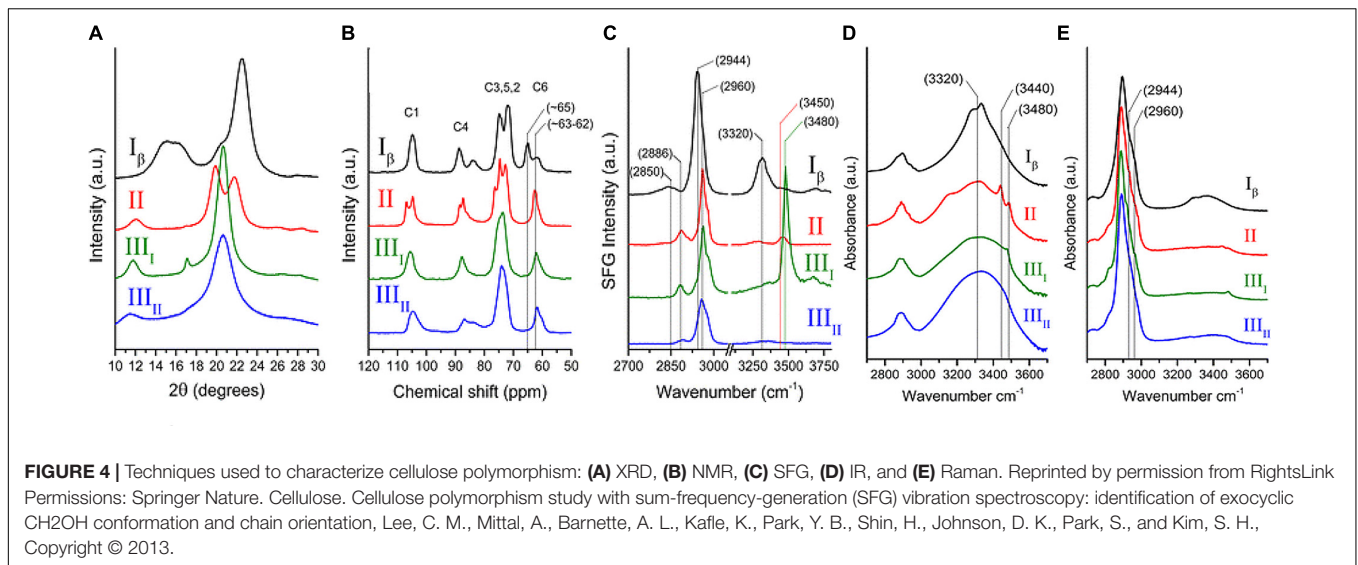 A
B
C
D
E
Intensity (a.u.)
Iβ
II
IIII
IIIII
10 12 14 16 18 20 22 24 26 28 30
2θ (degrees)
Intensity (a.u.)
C1
C4
C3,5,2
C6
(~65)
(~63-62)
Iβ
II
IIII
IIIII
120 110 100 90 80 70 60 50
Chemical shift (ppm)
SFG Intensity (a.u.)
(2944)
(2960)
(3450)
(3480)
(3320)
(2886)
(2850)
Iβ
II
IIII
IIIII
2700 2850 3000 3150 3300 3450 3600 3750
Wavenumber (cm-1)
Absorbance (a.u.)
(3320)
(3440)
(3480)
Iβ
II
IIII
IIIII
2800 3000 3200 3400 3600
Wavenumber cm-1
Absorbance (a.u.)
(2944)
(2960)
Iβ
II
IIII
IIIII
2800 3000 3200 3400 3600
Wavenumber cm-1
FIGURE 4 | Techniques used to characterize cellulose polymorphism: (A) XRD, (B) NMR, (C) SFG, (D) IR, and (E) Raman. Reprinted by permission from RightsLink
Permissions: Springer Nature. Cellulose. Cellulose polymorphism study with sum-frequency-generation (SFG) vibration spectroscopy: identification of exocyclic
CH2OH conformation and chain orientation, Lee, C. M., Mittal, A., Barnette, A. L., Kafle, K., Park, Y. B., Shin, H., Johnson, D. K., Park, S., and Kim, S. H.,
Copyright © 2013.